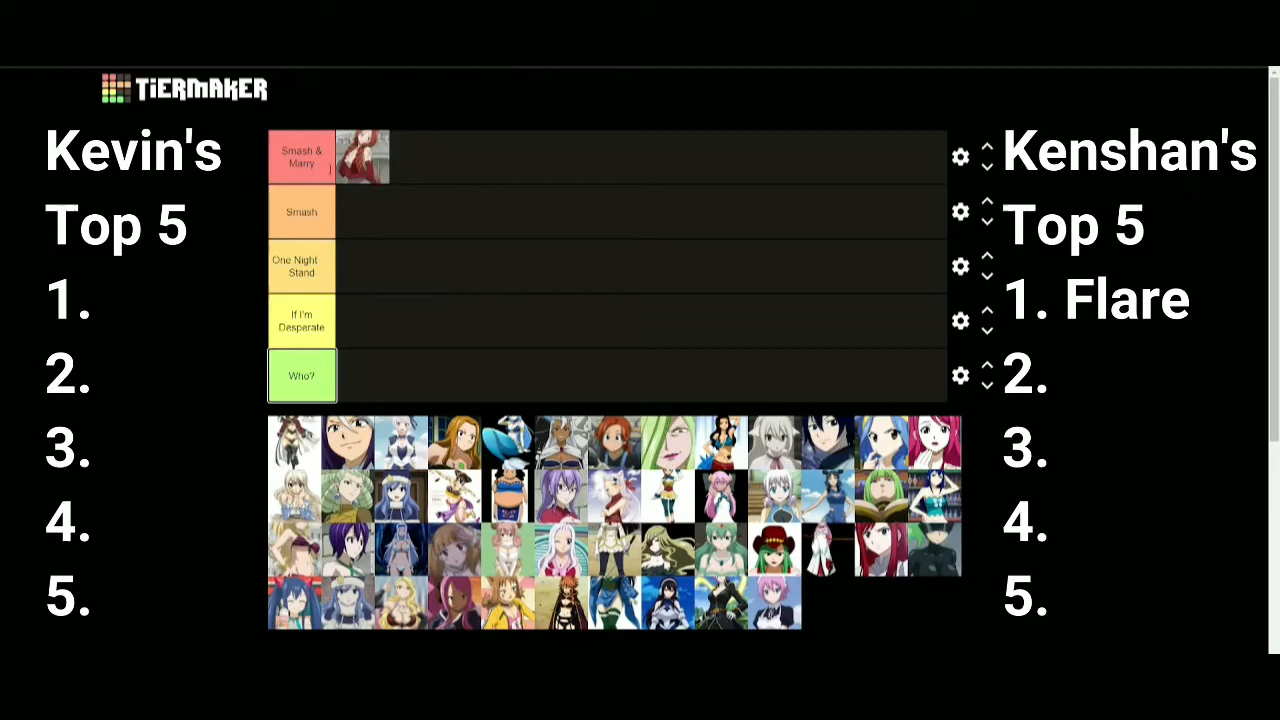 TiERMAKER
Kevin's
Top 5
1.
2.
3.
4.
5.
Smash &
Marry
Smash
One Night
Stand
If I'm
Desperate
Who?
Kenshan's
Top 5
1. Flare
2.
3.
4.
5.